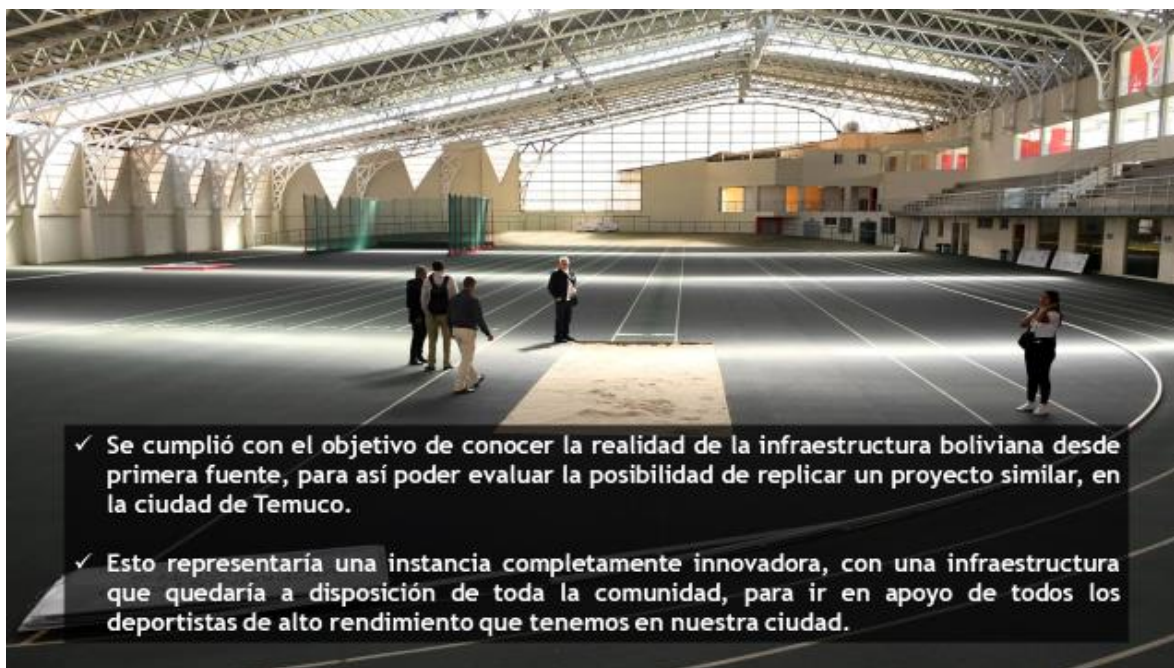 ✓ Se cumplió con el objetivo de conocer la realidad de la infraestructura boliviana desde
primera fuente, para así poder evaluar la posibilidad de replicar un proyecto similar, en
la ciudad de Temuco.
✓ Esto representaría una instancia completamente innovadora, con una infraestructura
que quedaría a disposición de toda la comunidad, para ir en apoyo de todos los
deportistas de alto rendimiento que tenemos en nuestra ciudad.